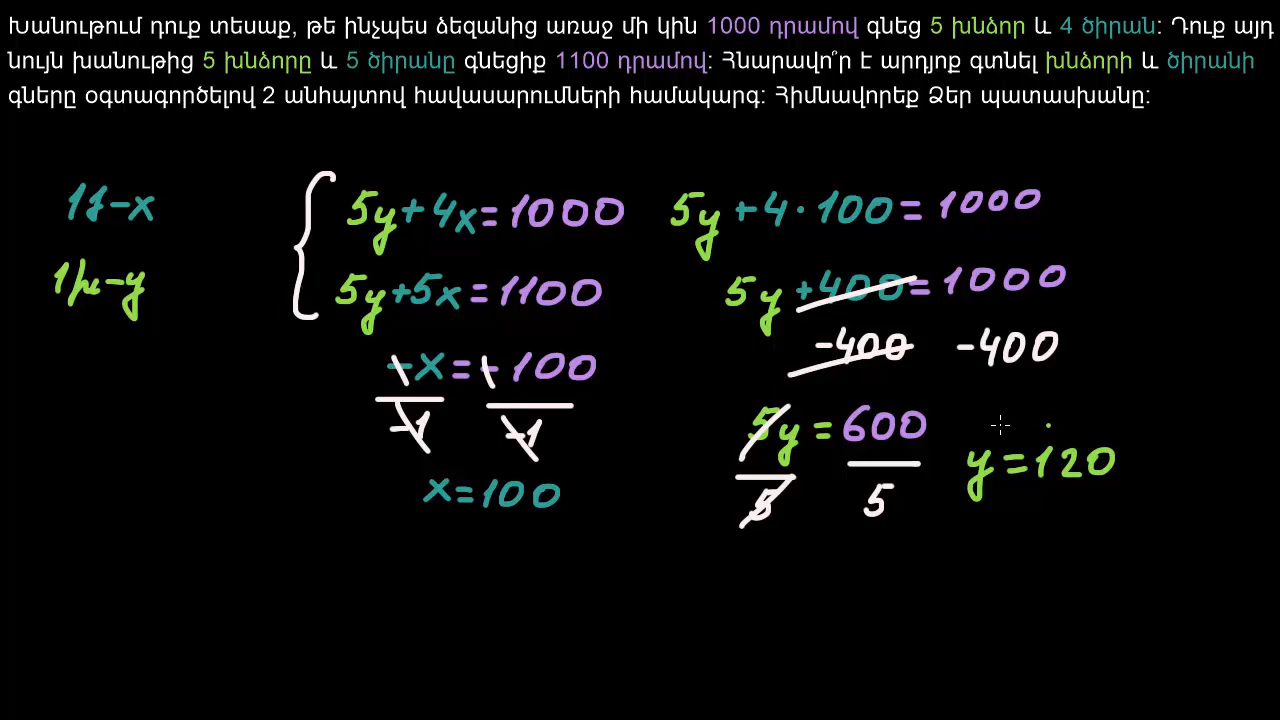 Խանութում դուք տեսաք, թե ինչպես ձեզանից առաջ մի կին 1000 դրամով գնեց 5 խնձոր և 4 ծիրան: Դուք այդ
նույն խանութից 5 խնձորը և 5 ծիրանը գնեցիք 1100 դրամով: Հնարավո՞ր է արդյոք գտնել խնձորի և ծիրանի
գները օգտագործելով 2 անհայտով հավասարումների համակարգ: Հիմնավորեք Ձեր պատասխանը:
1ծ-x
1խ-y
5y+4x=1000
5y+5x=1100
-x=-100
-1 -1
x=100
5y+4·100=1000
5y+400=1000
-400 -400
5y=600
5 5
y=120